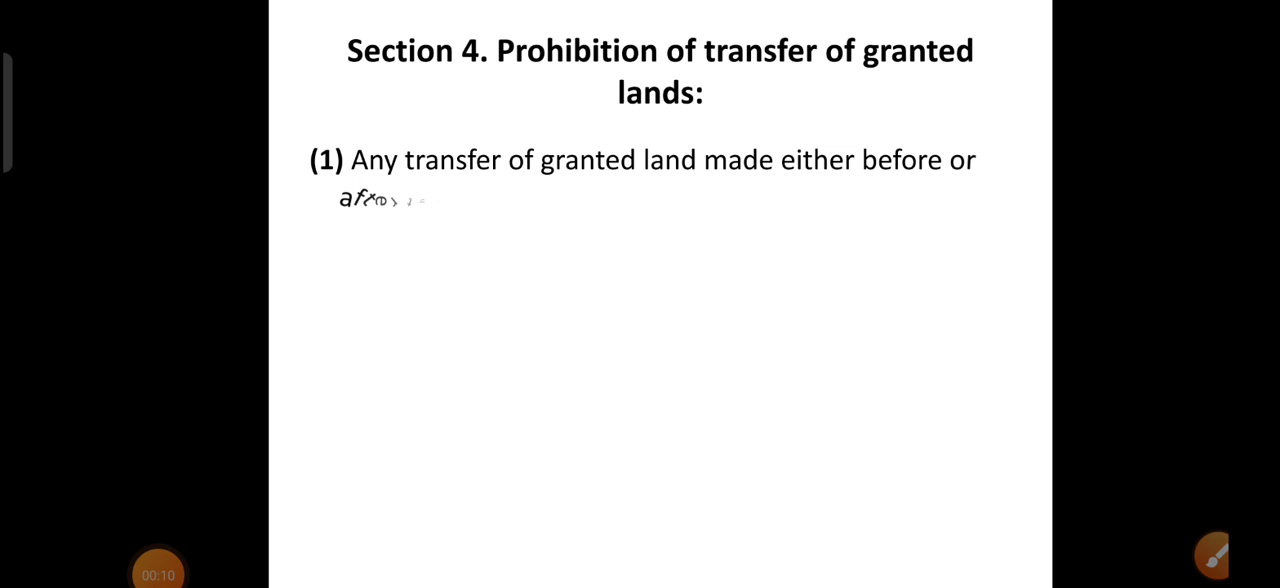 Section 4. Prohibition of transfer of granted
lands:
(1) Any transfer of granted land made either before or
00:10